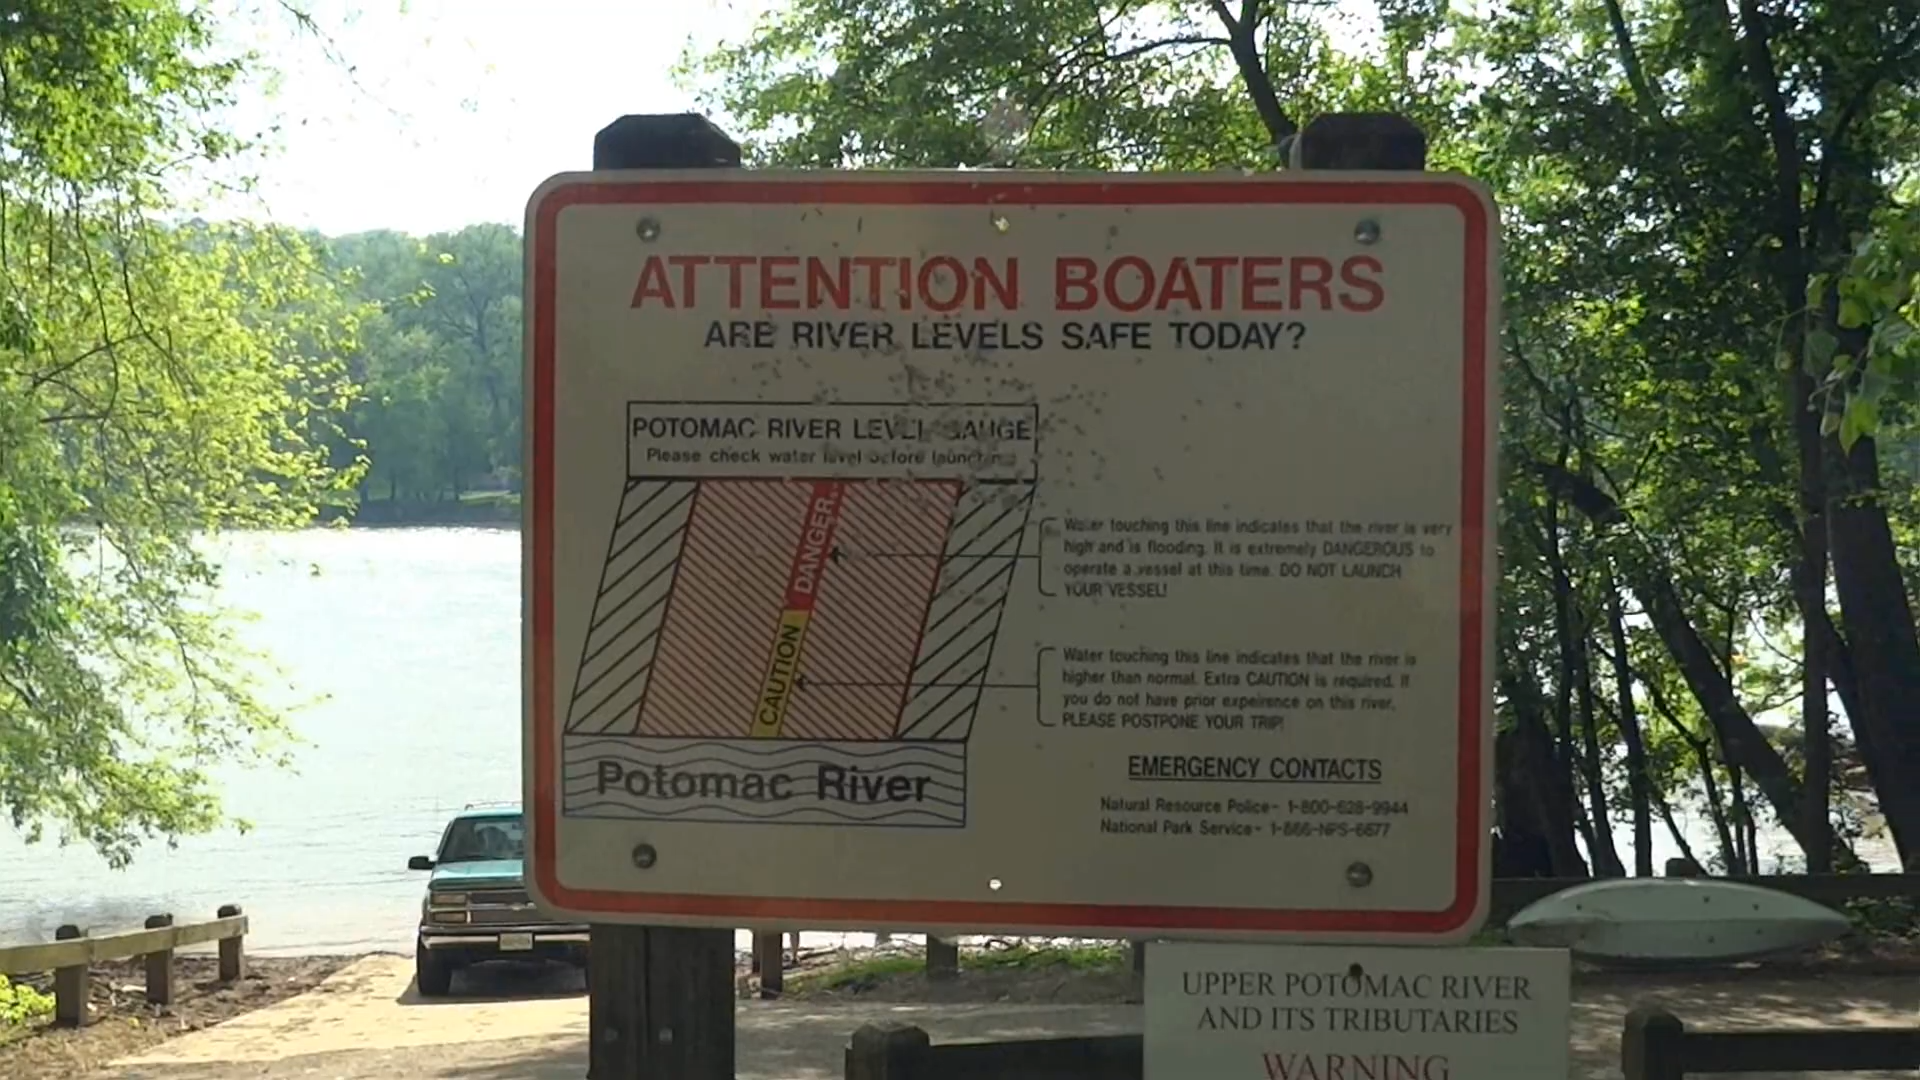 ATTENTION BOATERS
ARE RIVER LEVELS SAFE TODAY?
POTOMAC RIVER LEVEL GAUGE
Please check water level before launching
DANGER
CAUTION
Potomac River
Water touching this line indicates that the river is very
high and is flooding. It is extremely DANGEROUS to
operate a vessel at this time. DO NOT LAUNCH
YOUR VESSEL!
Water touching this line indicates that the river is
higher than normal. Extra CAUTION is required. If
you do not have prior expeirence on this river,
PLEASE POSTPONE YOUR TRIP!
EMERGENCY CONTACTS
Natural Resource Police- 1-800-628-9944
National Park Service- 1-866-NPS-6677
UPPER POTOMAC RIVER
AND ITS TRIBUTARIES
WARNING